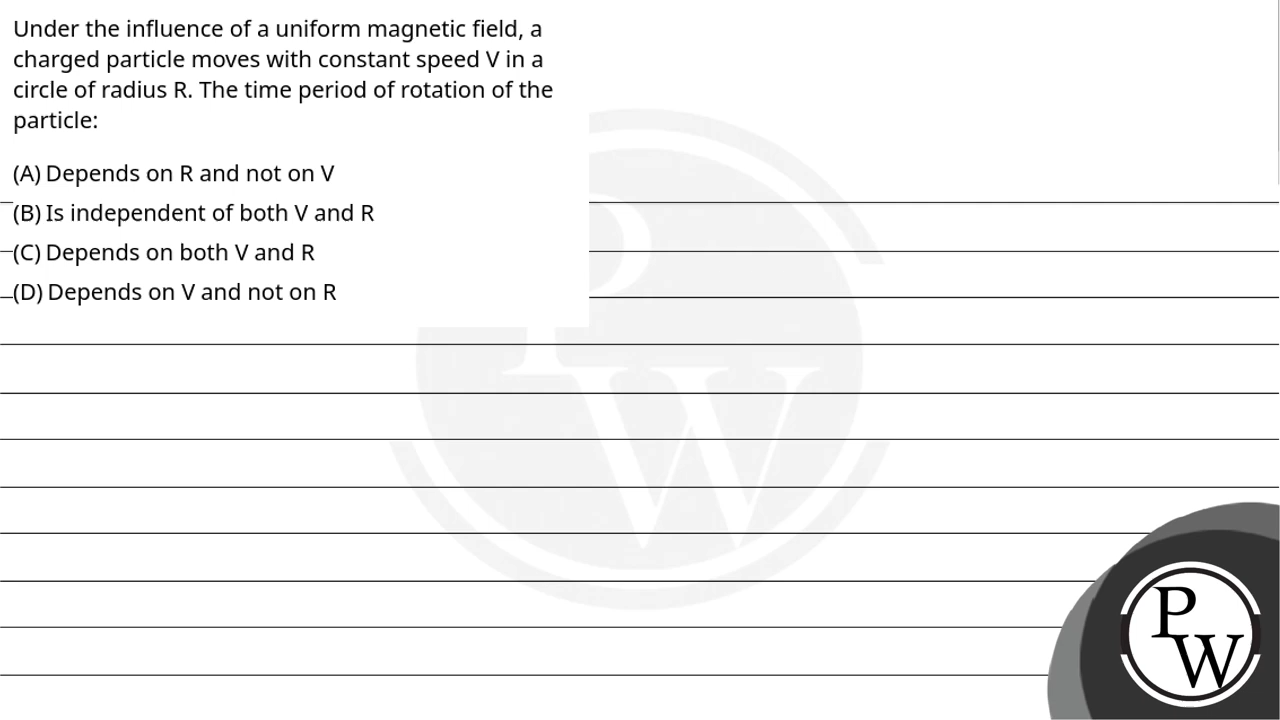 Under the influence of a uniform magnetic field, a
charged particle moves with constant speed V in a
circle of radius R. The time period of rotation of the
particle:
(A) Depends on R and not on V
(B) Is independent of both V and R
(C) Depends on both V and R
(D) Depends on V and not on R
P
W
P
W